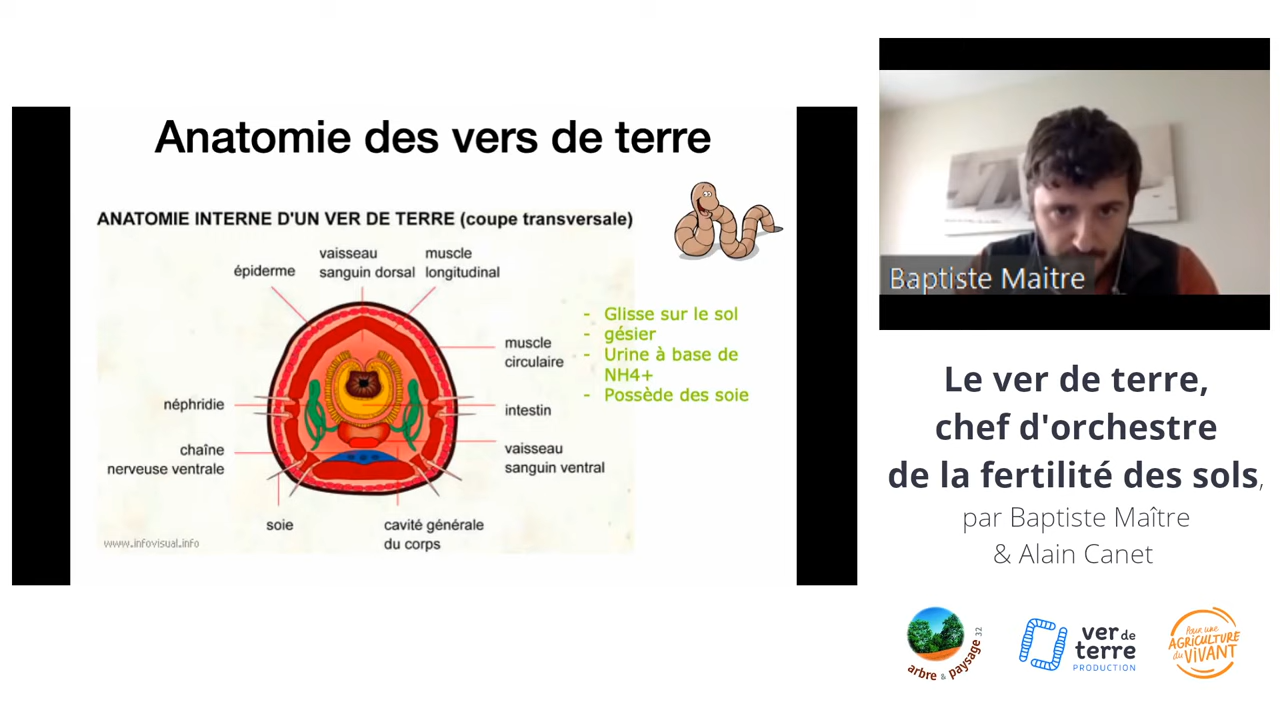 Anatomie des vers de terre
ANATOMIE INTERNE D'UN VER DE TERRE (coupe transversale)
épiderme
vaisseau
sanguin dorsal
muscle
longitudinal
muscle
circulaire
néphridie
intestin
chaîne
nerveuse ventrale
vaisseau
sanguin ventral
soie
cavité générale
du corps
www.infovisual.info
- Glisse sur le sol
- gésier
- Urine à base de
NH4+
- Possède des soie
Baptiste Maitre
Le ver de terre,
chef d'orchestre
de la fertilité des sols,
par Baptiste Maître
& Alain Canet
arbre & paysage 32
ver de
terre
PRODUCTION
Pour une
AGRICULTURE
du VIVANT